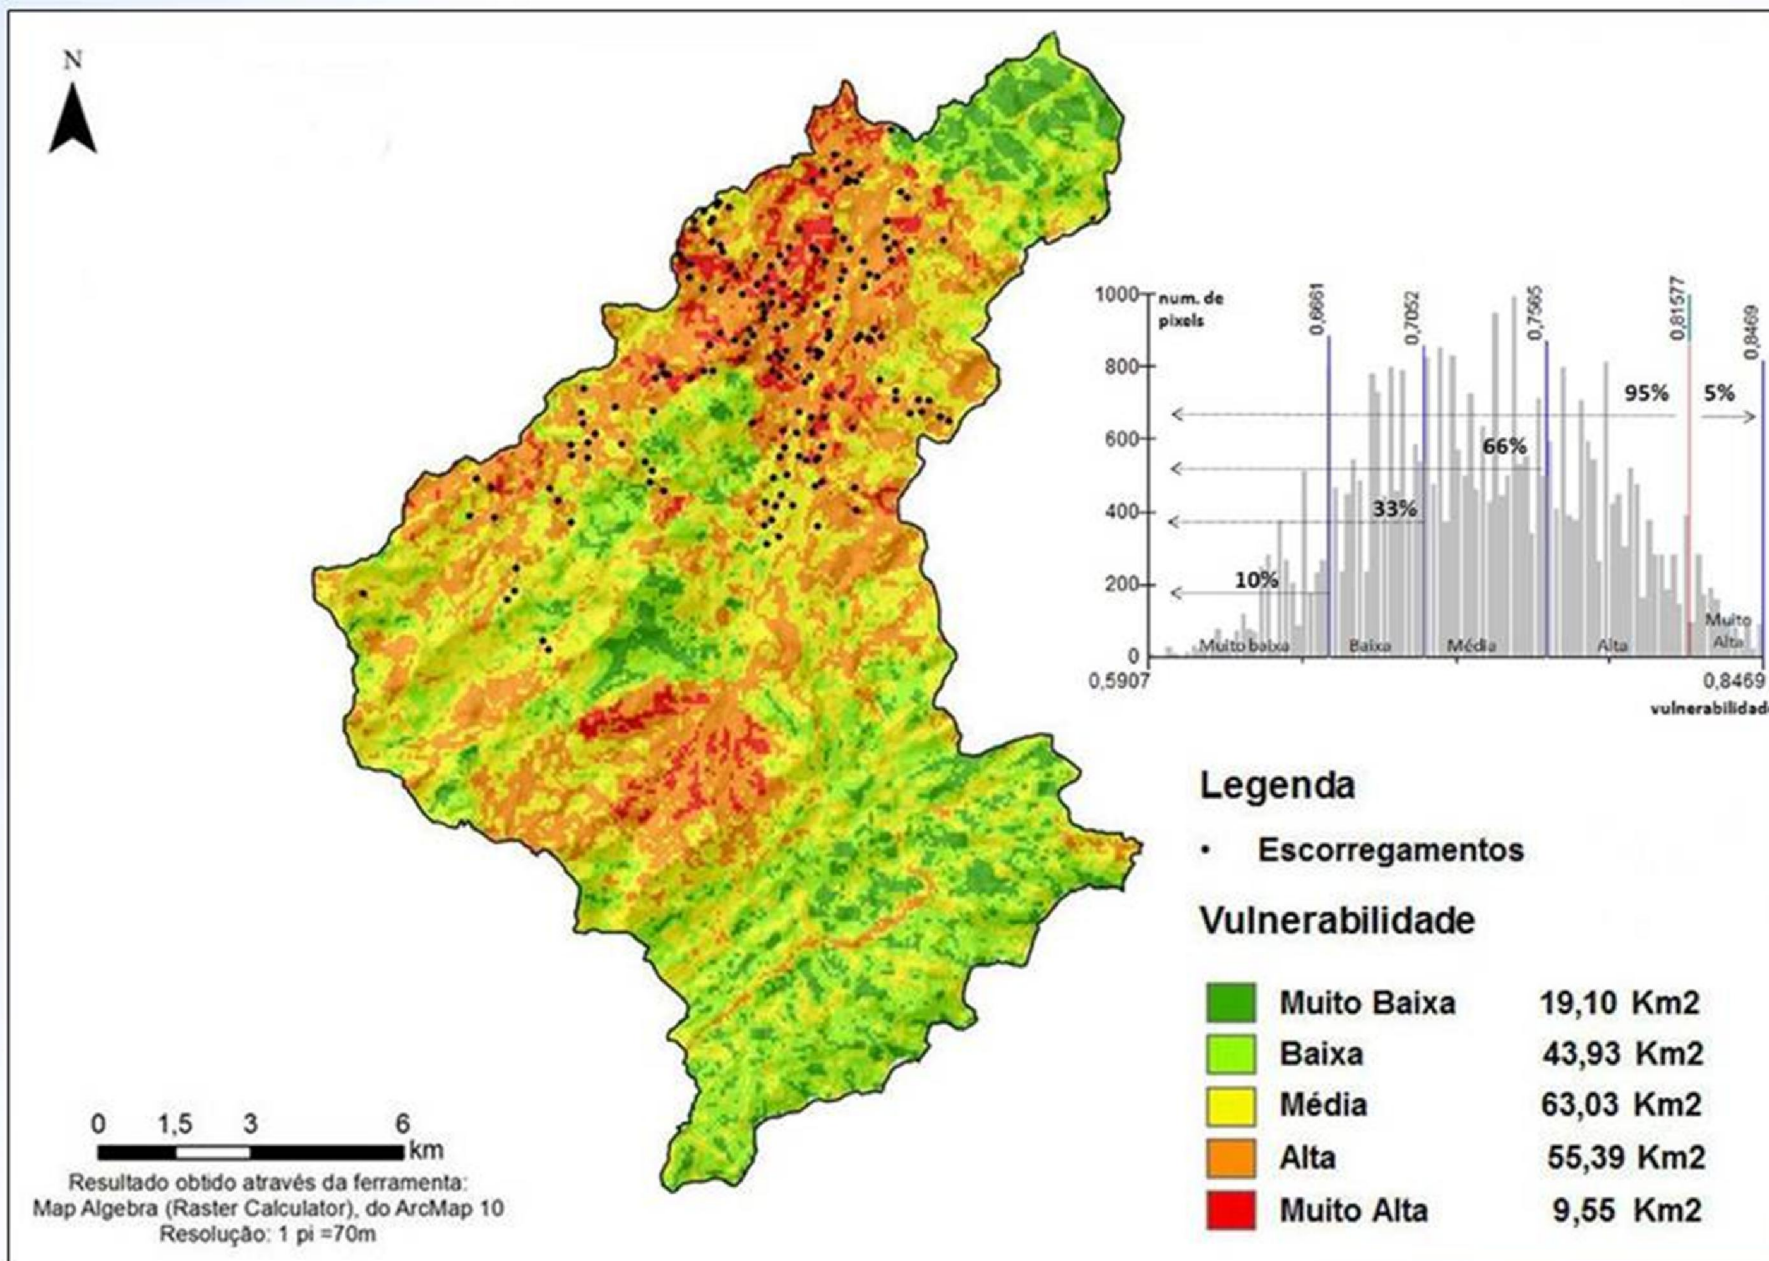 N
1000
num. de
pixels
800
600
400
200
0
0,6661
0,7052
0,7565
0,81577
0,8469
95%
5%
66%
33%
10%
Muito baixa
Baixa
Média
Alta
Muito
Alta
0,5907
0,8469
vulnerabilidad
Legenda
Escorregamentos
Vulnerabilidade
Muito Baixa 19,10 Km2
Baixa 43,93 Km2
Média 63,03 Km2
Alta 55,39 Km2
Muito Alta 9,55 Km2
0 1,5 3 6
km
Resultado obtido através da ferramenta:
Map Algebra (Raster Calculator), do ArcMap 10
Resolução: 1 pi =70m